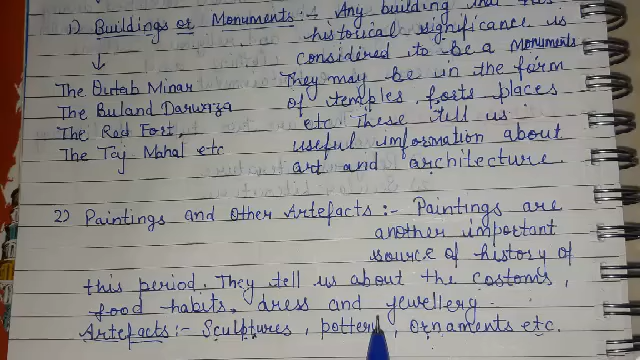 1) Buildings or Monuments :- Any building that has
historical significance is
↓ considered to be a Monuments
The Qutab Minar They may be in the form
The Buland Darwaza of temples, forts, places
The Red Fort, etc. These tell us
The Taj Mahal etc useful information about
art and architecture.
2) Paintings and Other Artefacts :- Paintings are
another important
source of history of
this period. They tell us about the costoms,
food habits, dress and jewellery.
Artefacts :- Sculptures, pottery, ornaments etc.